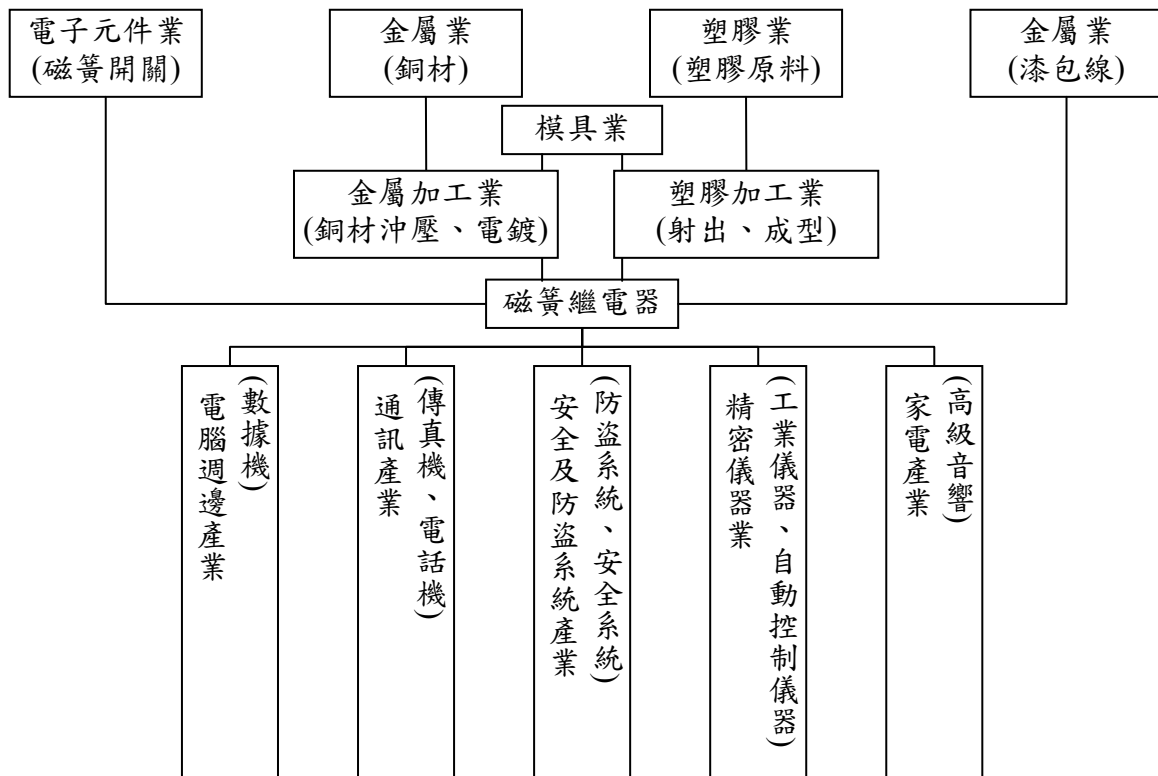 電子元件業
(磁簧開關)
金屬業
(銅材)
塑膠業
(塑膠原料)
金屬業
(漆包線)
模具業
金屬加工業
(銅材沖壓、電鍍)
塑膠加工業
(射出、成型)
磁簧繼電器
電腦週邊產業
(數據機)
通訊產業
(傳真機、電話機)
安全及防盜系統產業
(防盜系統、安全系統)
精密儀器業
(工業儀器、自動控制儀器)
家電產業
(高級音響)